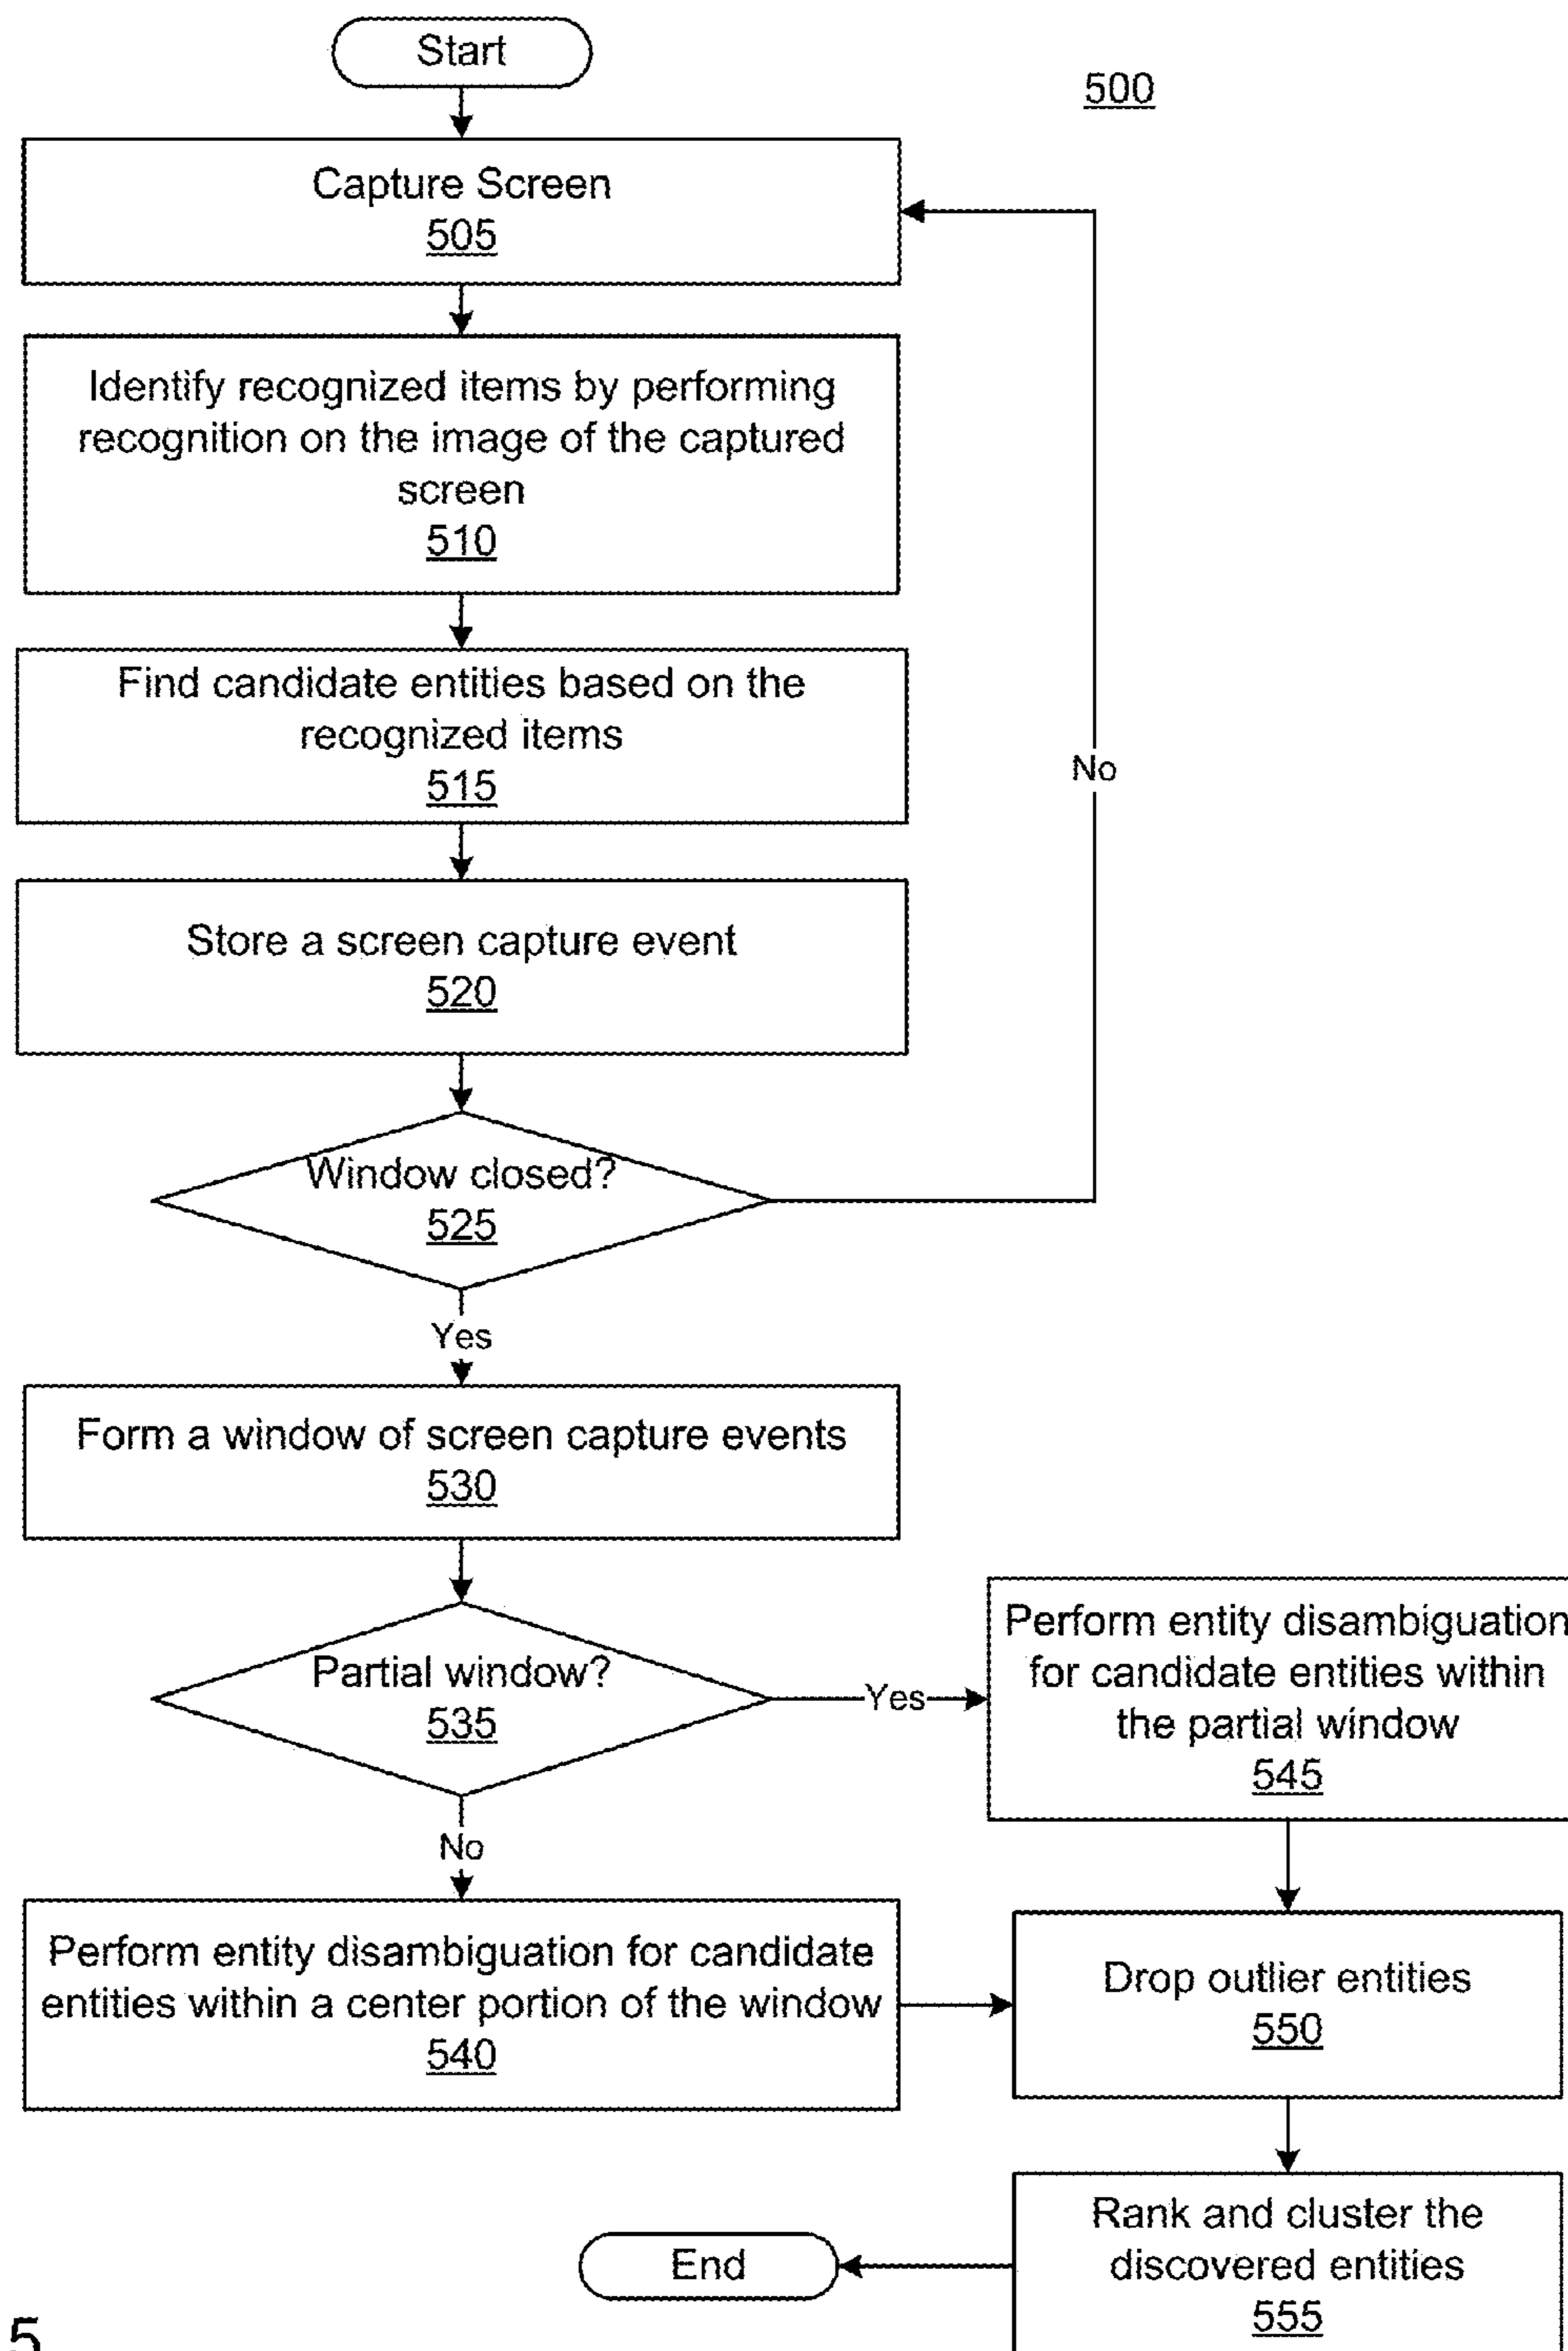 Start
500
Capture Screen
505
Identify recognized items by performing
recognition on the image of the captured
screen
510
Find candidate entities based on the
recognized items
515
No
Store a screen capture event
520
Window closed?
525
Yes
Form a window of screen capture events
530
Partial window?
535
Yes
Perform entity disambiguation
for candidate entities within
the partial window
545
No
Perform entity disambiguation for candidate
entities within a center portion of the window
540
Drop outlier entities
550
Rank and cluster the
discovered entities
555
End
5